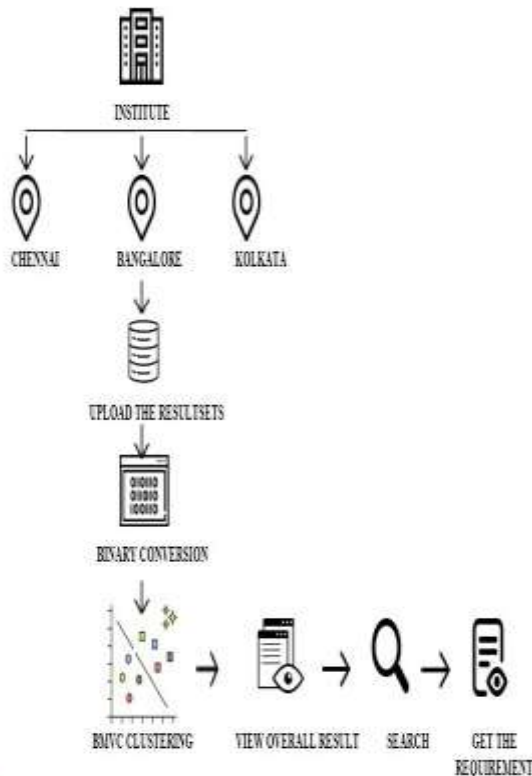 INSTITUTE
CHENNAI
BANGALORE
KOLKATA
UPLOAD THE RESULTSETS
BINARY CONVERSION
BMVC CLUSTERING
VIEW OVERALL RESULT
SEARCH
GET THE
REQUIREMENT